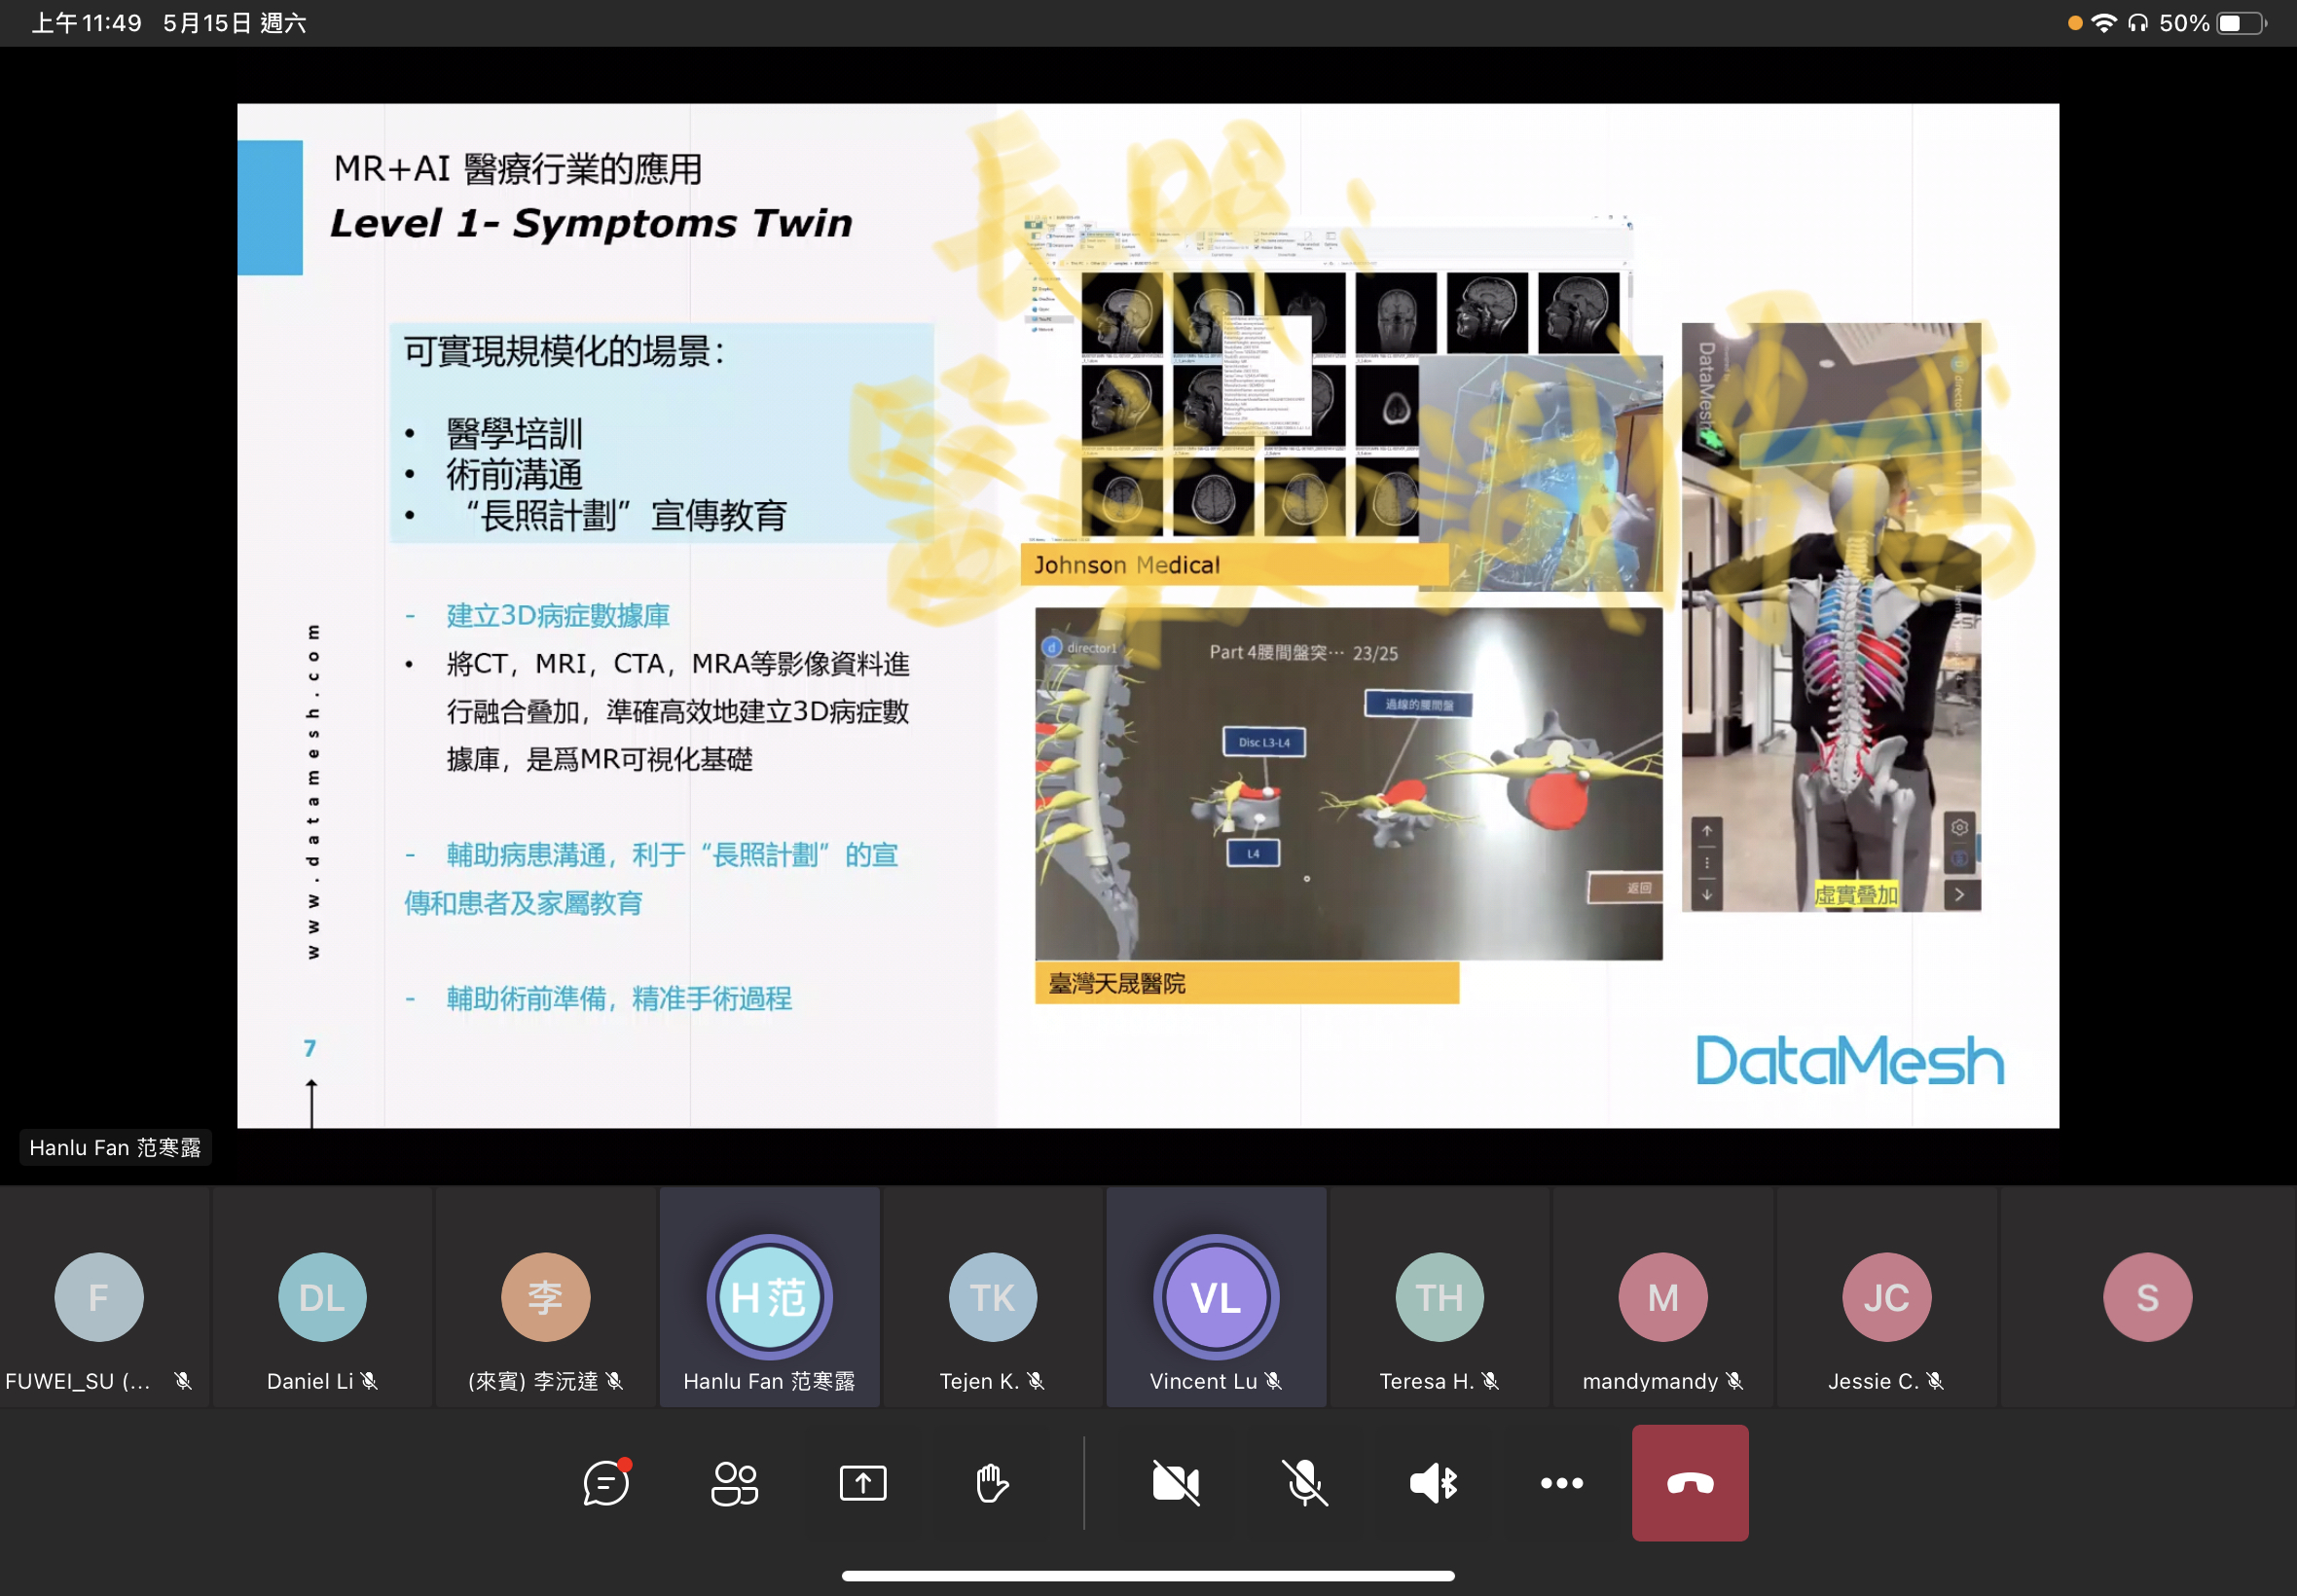 上午11:49 5月15日 週六
50%
MR+AI 醫療行業的應用
Level 1- Symptoms Twin
可實現規模化的場景：
• 醫學培訓
• 術前溝通
• “長照計劃”宣傳教育
- 建立3D病症數據庫
• 將CT，MRI，CTA，MRA等影像資料進
行融合叠加，準確高效地建立3D病症數
據庫，是爲MR可視化基礎
- 輔助病患溝通，利于“長照計劃”的宣
傳和患者及家屬教育
- 輔助術前準備，精准手術過程
www.datamesh.com
7
長照:
Johnson Medical
d director1
Part 4腰間盤突… 23/25
過線的腰間盤
Disc L3-L4
L4
返回
臺灣天晟醫院
DataMesh
director1
虛實叠加
DataMesh
Hanlu Fan 范寒露
F
DL
李
H 范
TK
VL
TH
M
JC
S
FUWEI_SU (...
Daniel Li
(來賓) 李沅達
Hanlu Fan 范寒露
Tejen K.
Vincent Lu
Teresa H.
mandymandy
Jessie C.